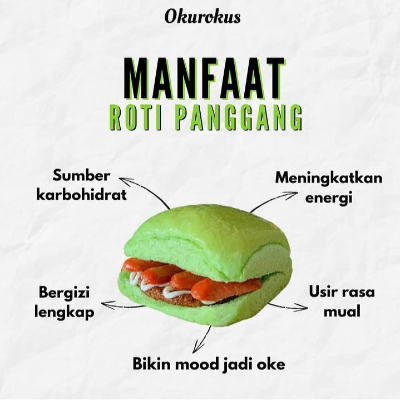 Okurokus
MANFAAT
ROTI PANGGANG
Sumber
karbohidrat
Meningkatkan
energi
Bergizi
lengkap
Usir rasa
mual
Bikin mood jadi oke